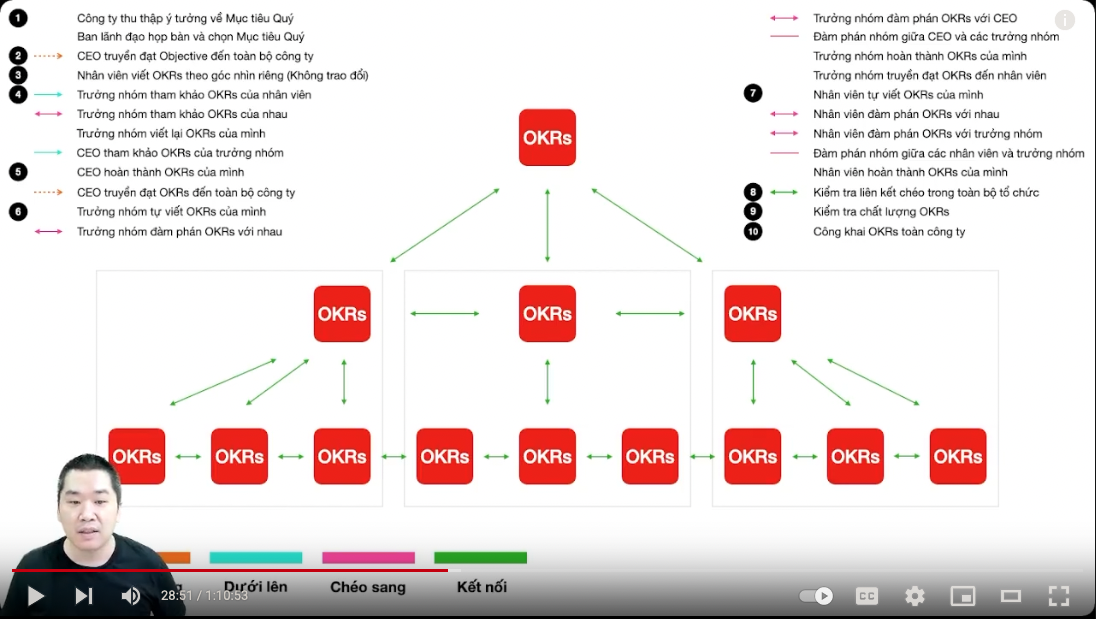 1 Công ty thu thập ý tưởng về Mục tiêu Quý
Ban lãnh đạo họp bàn và chọn Mục tiêu Quý
2 CEO truyền đạt Objective đến toàn bộ công ty
3 Nhân viên viết OKRs theo góc nhìn riêng (Không trao đổi)
4 Trưởng nhóm tham khảo OKRs của nhân viên
Trưởng nhóm tham khảo OKRs của nhau
Trưởng nhóm viết lại OKRs của mình
CEO tham khảo OKRs của trưởng nhóm
5 CEO hoàn thành OKRs của mình
CEO truyền đạt OKRs đến toàn bộ công ty
6 Trưởng nhóm tự viết OKRs của mình
Trưởng nhóm đàm phán OKRs với nhau
Trưởng nhóm đàm phán OKRs với CEO
Đàm phán nhóm giữa CEO và các trưởng nhóm
Trưởng nhóm hoàn thành OKRs của mình
Trưởng nhóm truyền đạt OKRs đến nhân viên
7 Nhân viên tự viết OKRs của mình
Nhân viên đàm phán OKRs với nhau
Nhân viên đàm phán OKRs với trưởng nhóm
Đàm phán nhóm giữa các nhân viên và trưởng nhóm
Nhân viên hoàn thành OKRs của mình
8 Kiểm tra liên kết chéo trong toàn bộ tổ chức
9 Kiểm tra chất lượng OKRs
10 Công khai OKRs toàn công ty
OKRs
OKRs OKRs OKRs
OKRs OKRs OKRs OKRs OKRs OKRs OKRs OKRs OKRs
Dưới lên Chéo sang Kết nối
28:51 / 1:10:53
CC